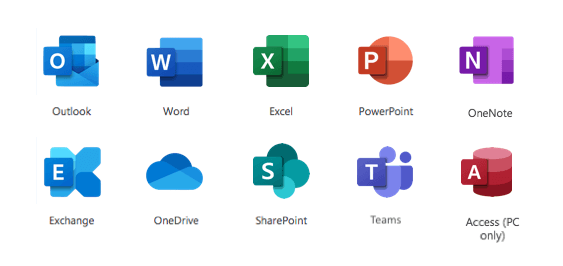 O W X P N
Outlook Word Excel PowerPoint OneNote
E S T A
Exchange OneDrive SharePoint Teams Access (PC
only)